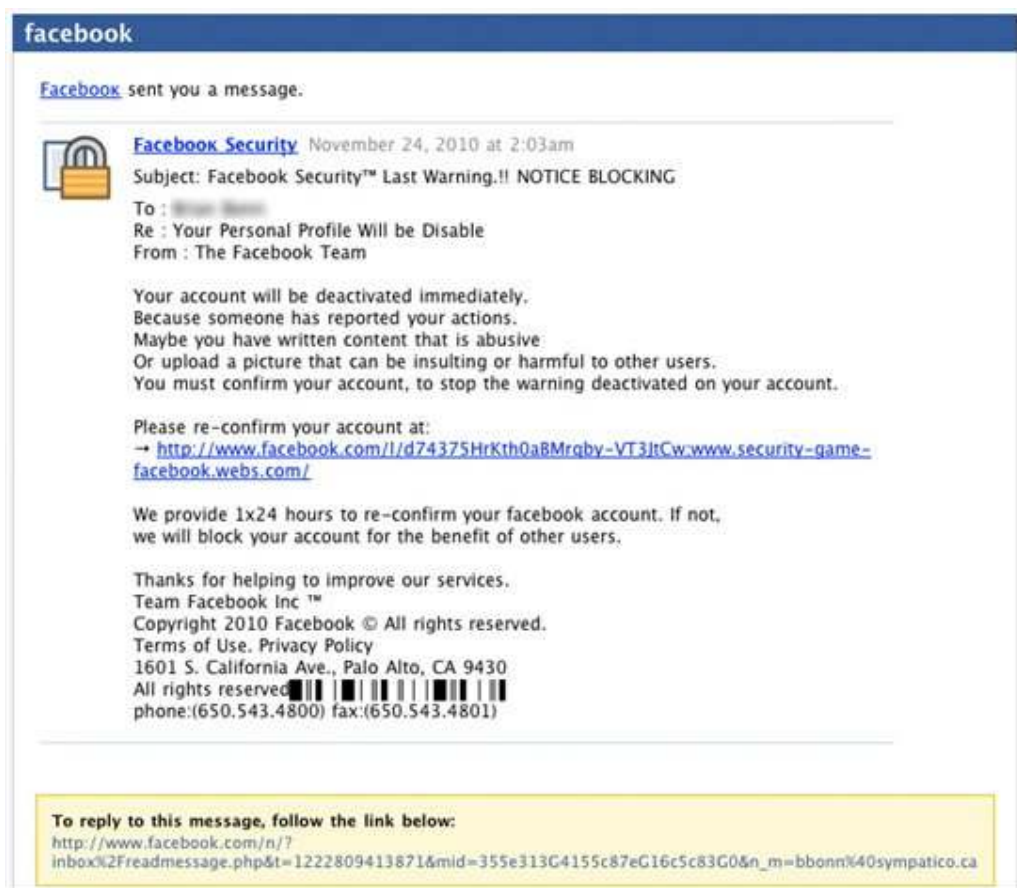 facebook
Facebooк sent you a message.
Facebooк Security November 24, 2010 at 2:03am
Subject: Facebook Security™ Last Warning.!! NOTICE BLOCKING
To :
Re : Your Personal Profile Will be Disable
From : The Facebook Team
Your account will be deactivated immediately.
Because someone has reported your actions.
Maybe you have written content that is abusive
Or upload a picture that can be insulting or harmful to other users.
You must confirm your account, to stop the warning deactivated on your account.
Please re-confirm your account at:
→ http://www.facebook.com/l/d74375HrKth0aBMrqby-VT3JtCw;www.security-game-
facebook.webs.com/
We provide 1x24 hours to re-confirm your facebook account. If not,
we will block your account for the benefit of other users.
Thanks for helping to improve our services.
Team Facebook Inc ™
Copyright 2010 Facebook © All rights reserved.
Terms of Use. Privacy Policy
1601 S. California Ave., Palo Alto, CA 9430
All rights reserved
phone:(650.543.4800) fax:(650.543.4801)
To reply to this message, follow the link below:
http://www.facebook.com/n/?
inbox%2Freadmessage.php&t=1222809413871&mid=355e313G4155c87eG16c5c83G0&n_m=bbonn%40sympatico.ca